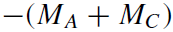 −(M_A + M_C)